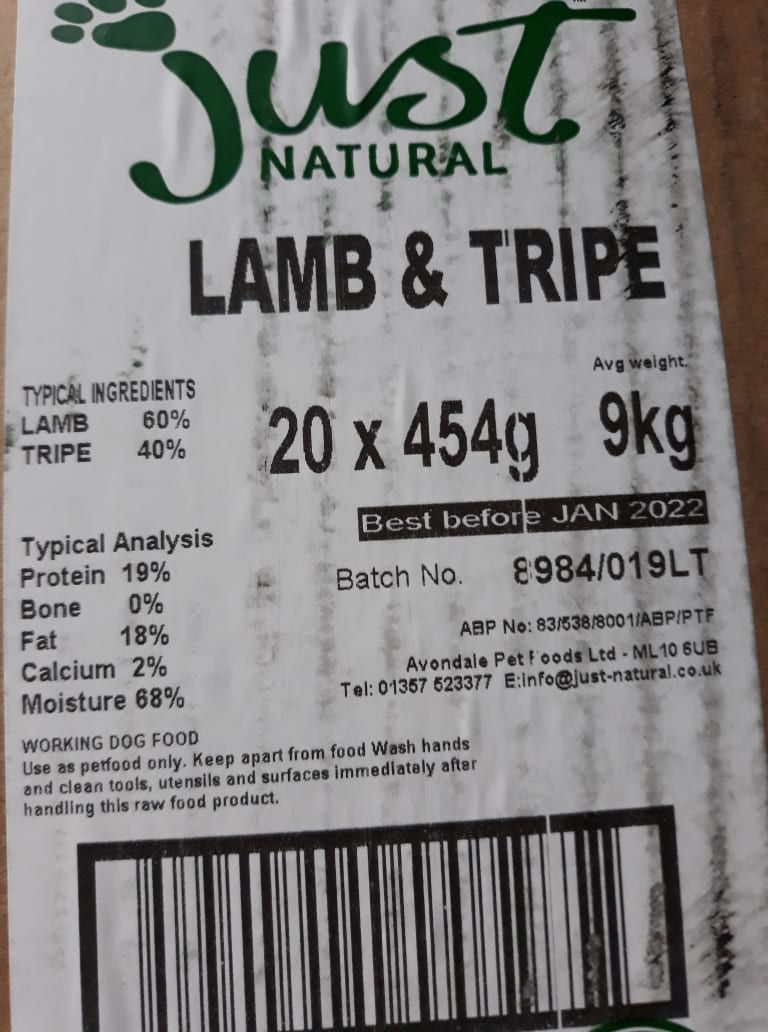 Just
NATURAL
LAMB & TRIPE
Avg weight.
TYPICAL INGREDIENTS
LAMB 60%
TRIPE 40%
20 x 454g 9kg
Best before JAN 2022
Batch No. 8984/019LT
Typical Analysis
Protein 19%
Bone 0%
Fat 18%
Calcium 2%
Moisture 68%
ABP No: 83/538/8001/ABP/PTF
Avondale Pet Foods Ltd - ML10 6UB
Tel: 01357 523377 E:info@just-natural.co.uk
WORKING DOG FOOD
Use as petfood only. Keep apart from food Wash hands
and clean tools, utensils and surfaces immediately after
handling this raw food product.